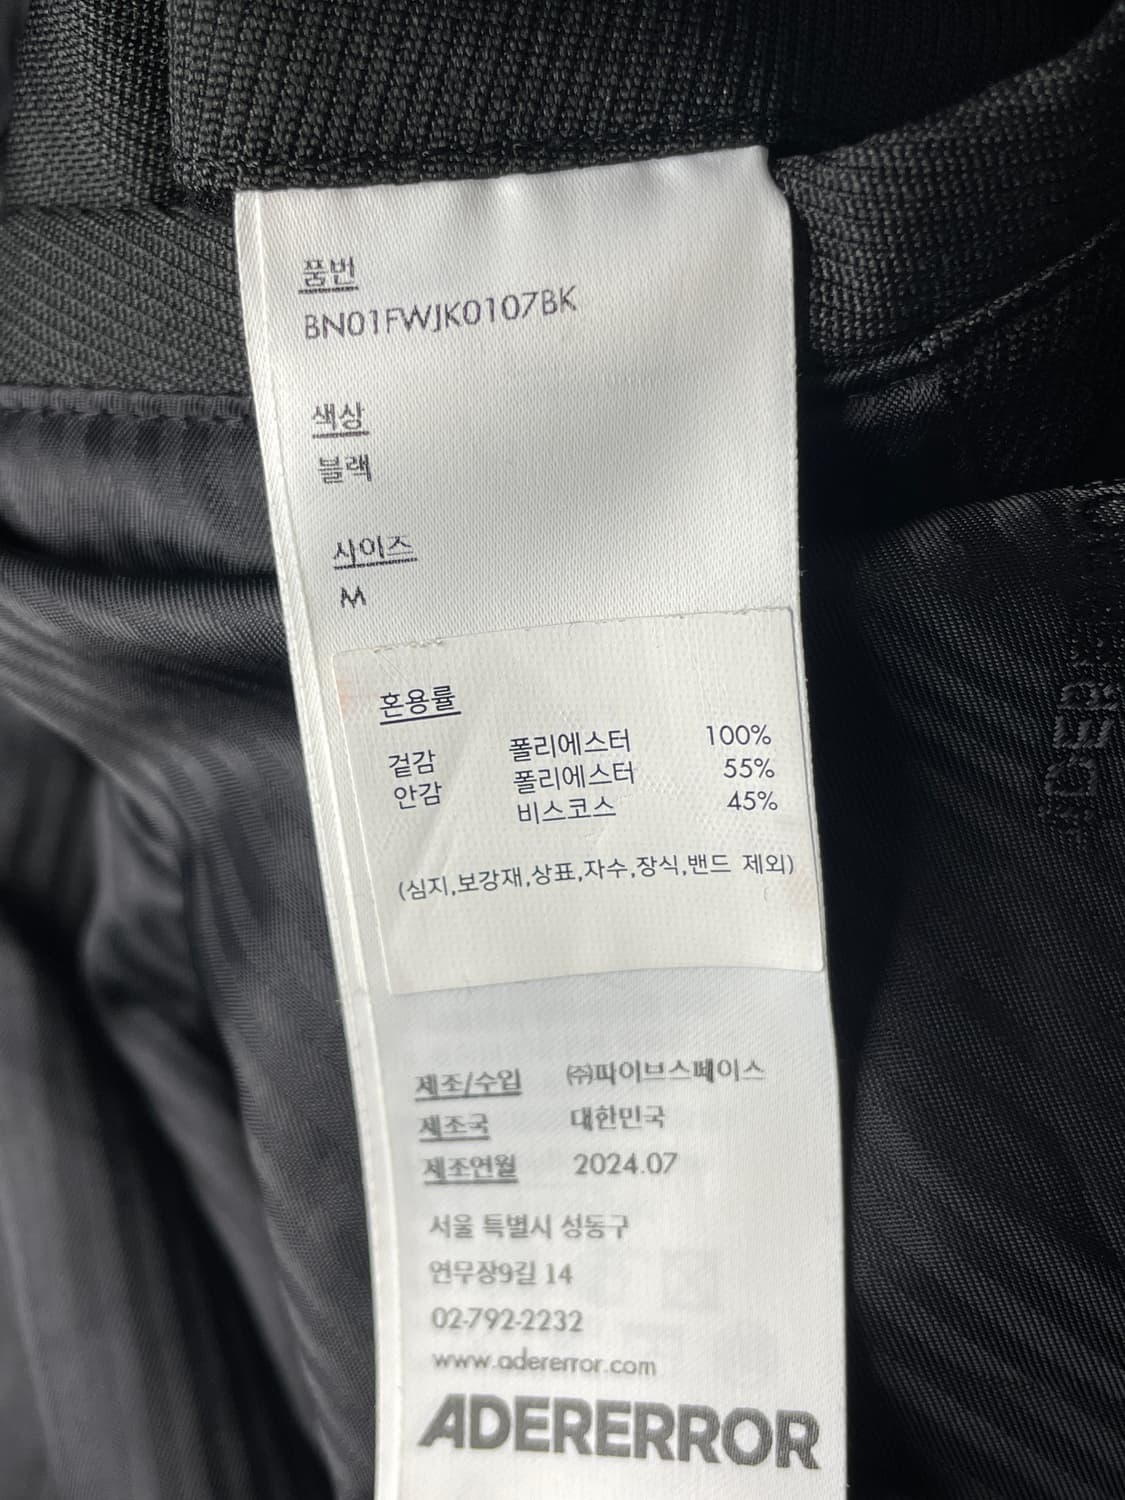 품번
BN01FWJK0107BK
색상
블랙
사이즈
M
혼용률
겉감 폴리에스터 100%
안감 폴리에스터 55%
비스코스 45%
(심지,보강재,상표,자수,장식,밴드 제외)
제조/수입 ㈜파이브스페이스
제조국 대한민국
제조연월 2024.07
서울 특별시 성동구
연무장9길 14
02-792-2232
www.adererror.com
ADERERROR